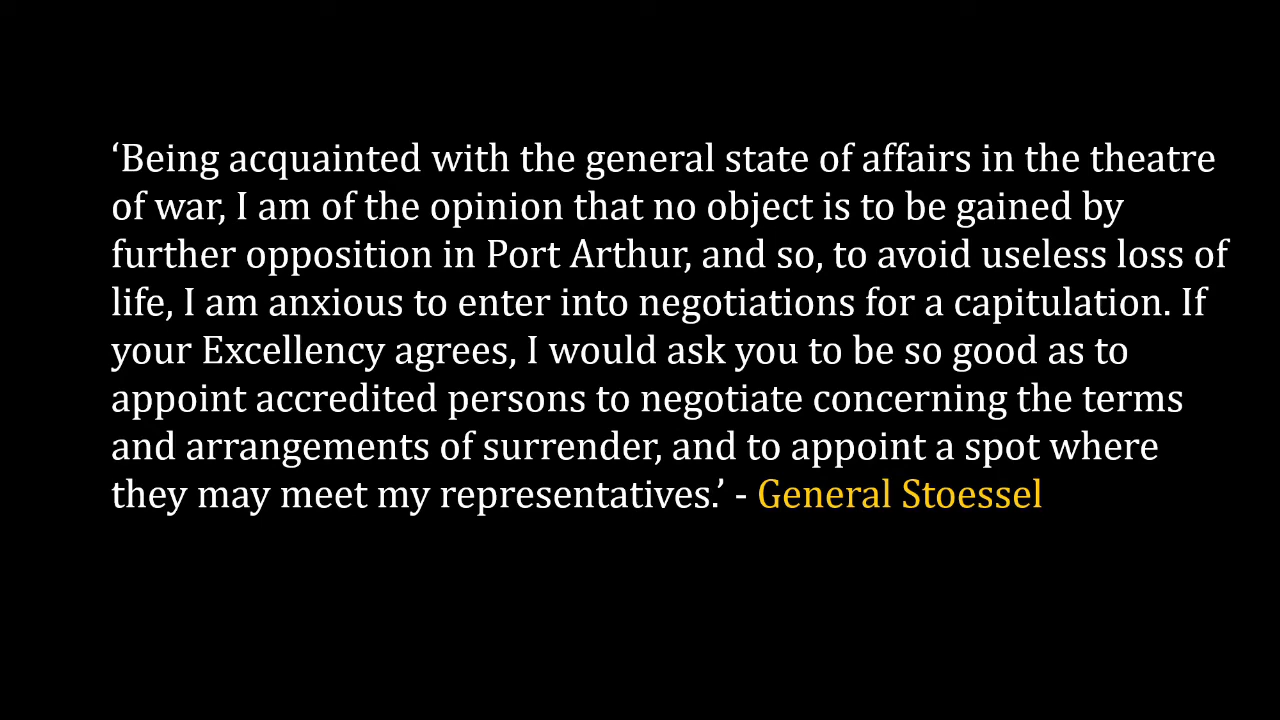 ‘Being acquainted with the general state of affairs in the theatre
of war, I am of the opinion that no object is to be gained by
further opposition in Port Arthur, and so, to avoid useless loss of
life, I am anxious to enter into negotiations for a capitulation. If
your Excellency agrees, I would ask you to be so good as to
appoint accredited persons to negotiate concerning the terms
and arrangements of surrender, and to appoint a spot where
they may meet my representatives.’ - General Stoessel